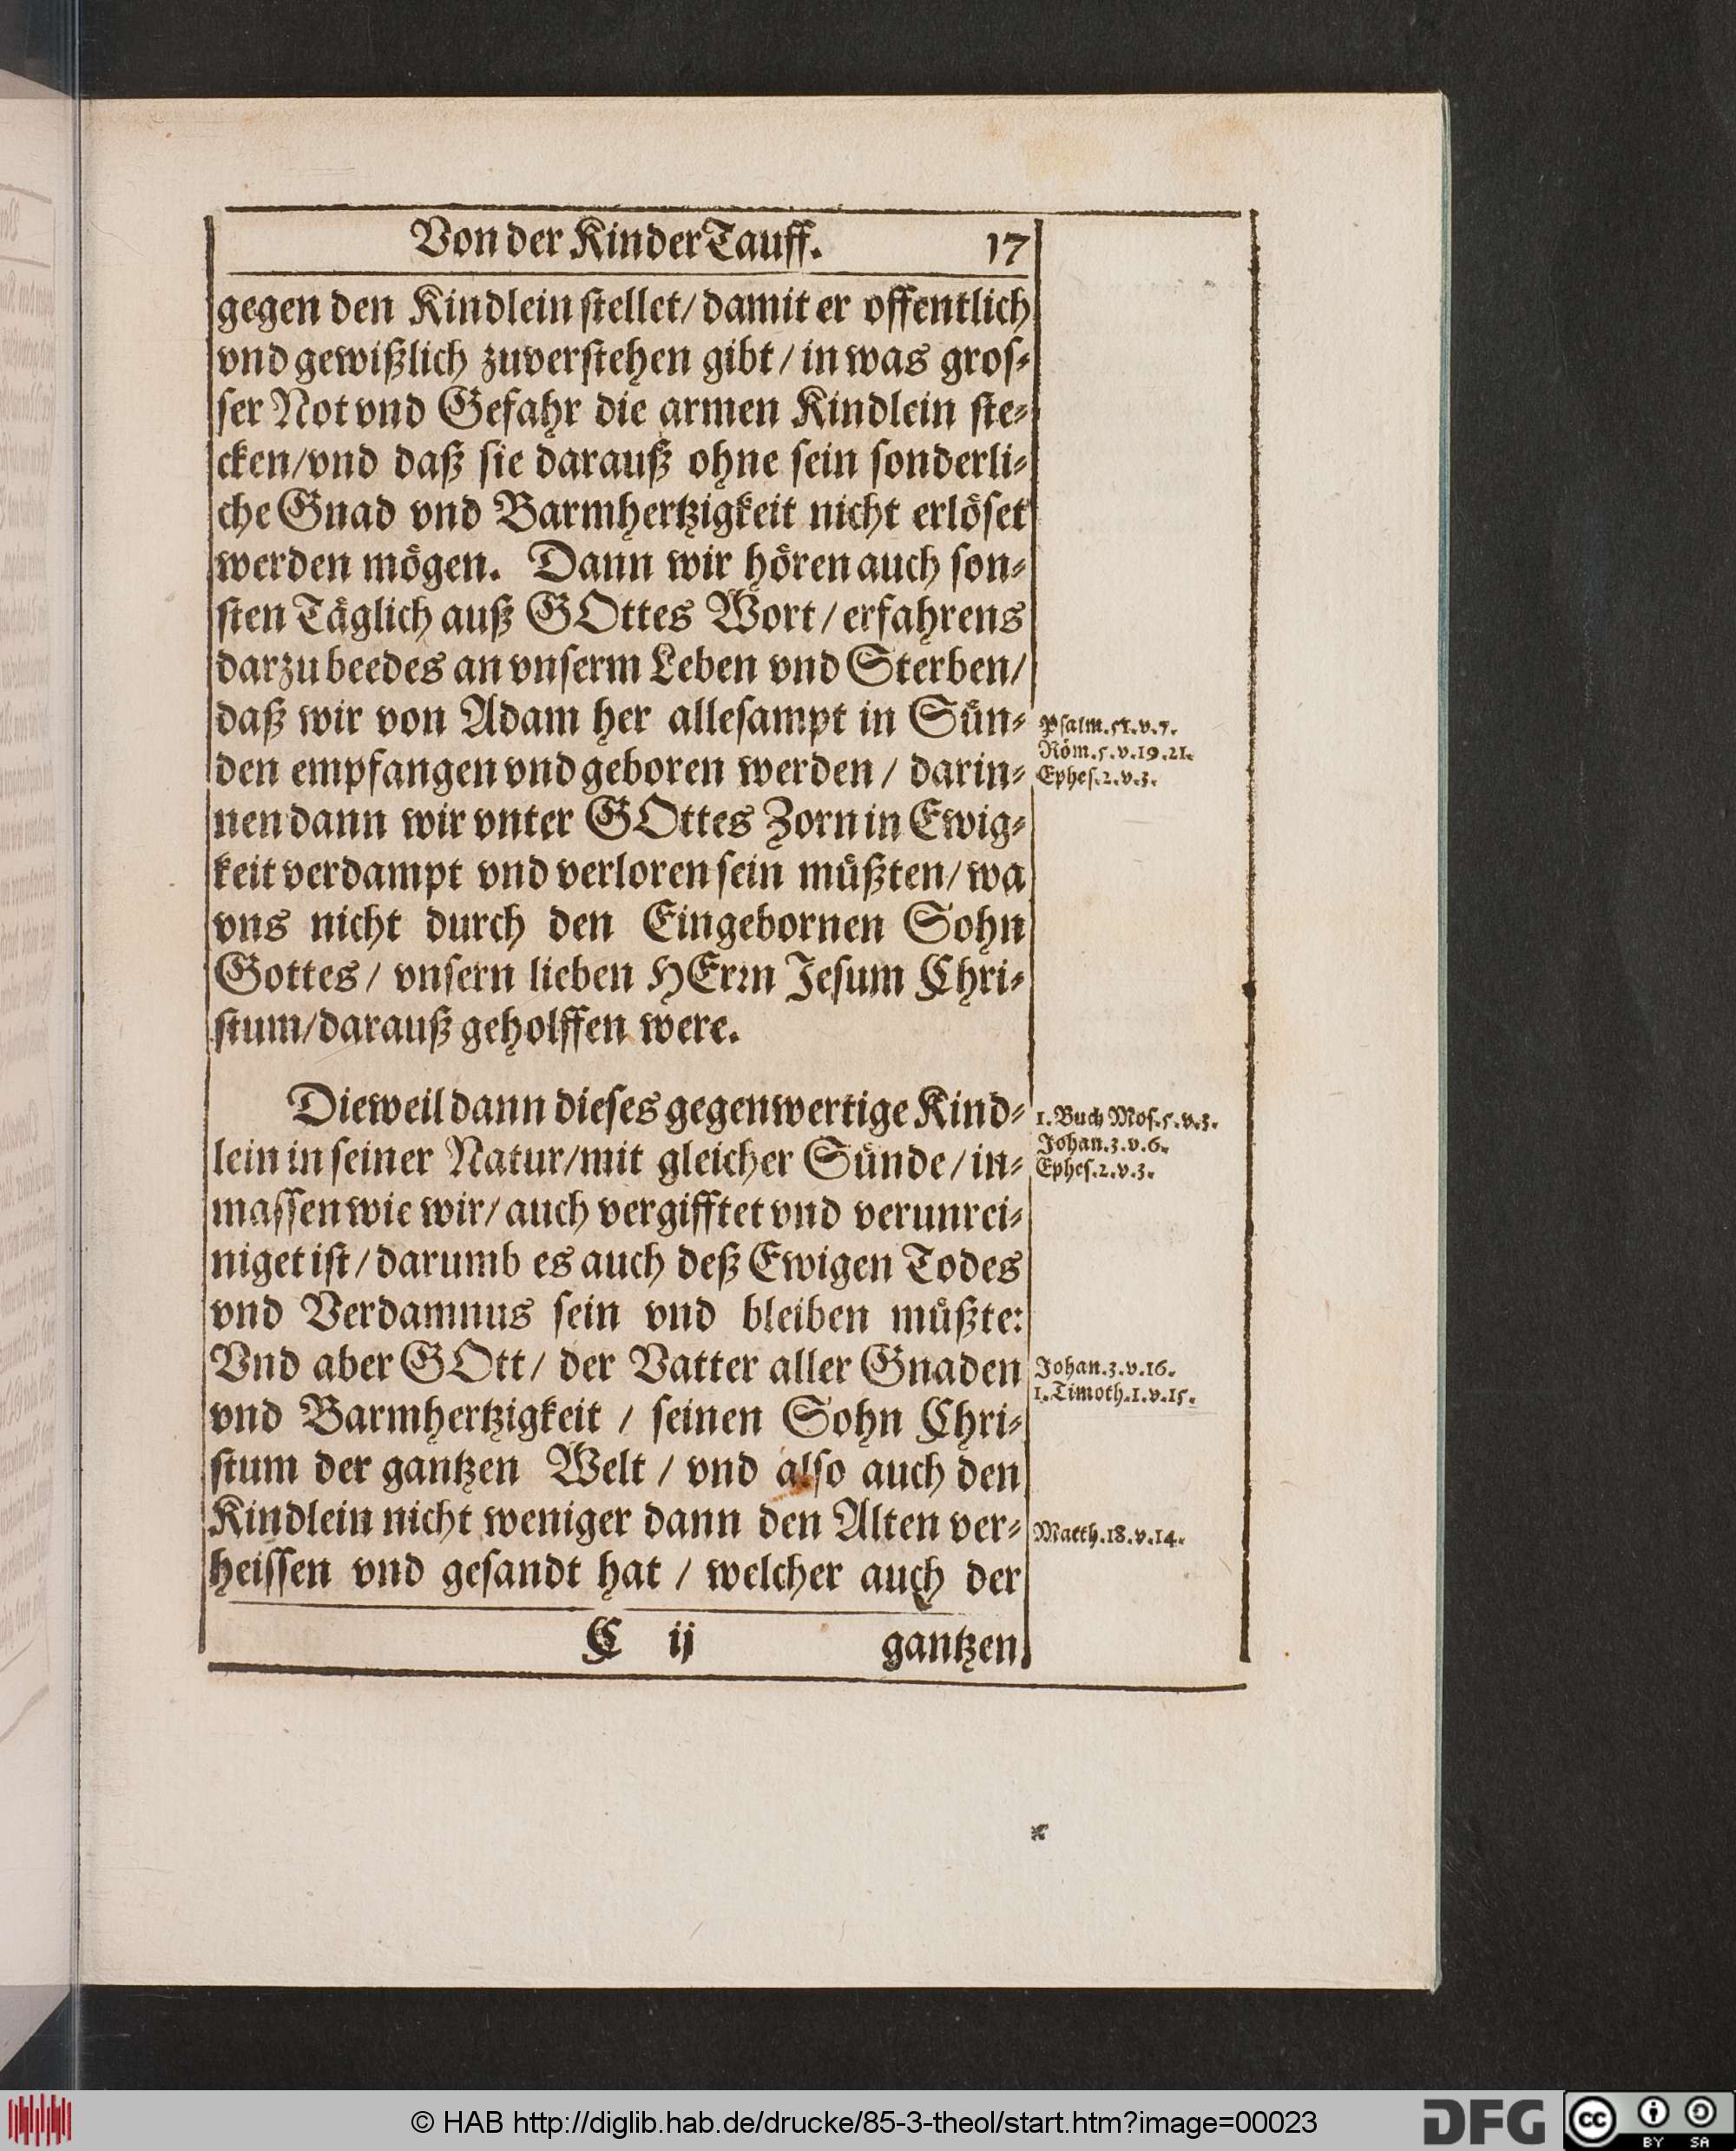 Von der Kinder Tauff. 17
gegen den Kindlein stellet/ damit er offentlich
vnd gewißlich zuverstehen gibt/ in was gros-
ser Not vnd Gefahr die armen Kindlein ste-
cken/vnd daß sie darauß ohne sein sonderli-
che Gnad vnd Barmhertzigkeit nicht erlöset
werden mögen. Dann wir hören auch son-
sten Täglich auß GOttes Wort/ erfahrens
darzu beedes an vnserm Leben vnd Sterben/
daß wir von Adam her allesampt in Sün-
Psalm.51.v.7.
Röm.5.v.19.21.
den empfangen vnd geboren werden/ darin-
Ephes.2.v.3.
nen dann wir vnter GOttes Zorn in Ewig-
keit verdampt vnd verloren sein müßten/ wa
vns nicht durch den Eingebornen Sohn
Gottes/ vnsern lieben HErrn Jesum Chri-
stum/darauß geholffen were.
Dieweil dann dieses gegenwertige Kind-
1. Buch Mos.5.v.3.
Johan.3.v.6.
lein in seiner Natur/mit gleicher Sünde/ in-
Ephes.2.v.3.
massen wie wir/ auch vergifftet vnd verunrei-
niget ist/ darumb es auch deß Ewigen Todes
vnd Verdamnus sein vnd bleiben müßte:
Vnd aber GOtt/ der Vatter aller Gnaden
Johan.3.v.16.
1. Timoth.1.v.15.
vnd Barmhertzigkeit / seinen Sohn Chri-
stum der gantzen Welt / vnd also auch den
Kindlein nicht weniger dann den Alten ver-
Matth.18.v.14.
heissen vnd gesandt hat / welcher auch der
C ij gantzen
© HAB http://diglib.hab.de/drucke/85-3-theol/start.htm?image=00023
DFG
cc BY SA